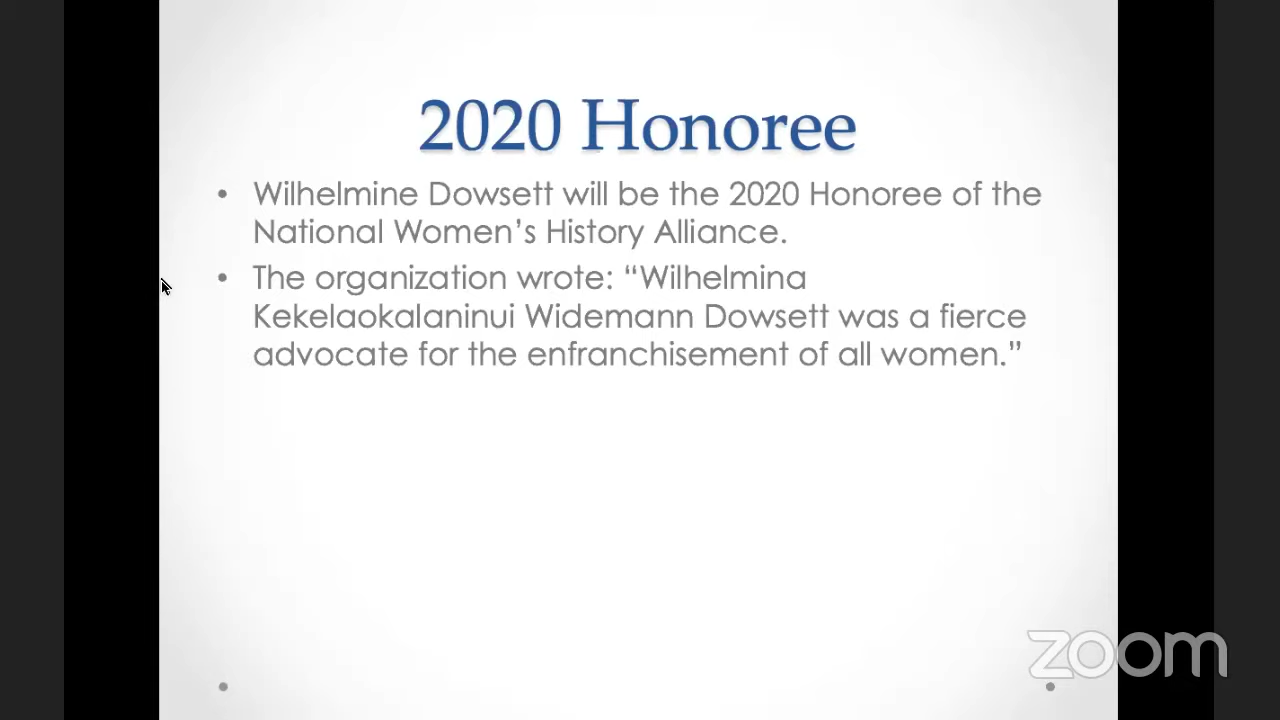 2020 Honoree
• Wilhelmine Dowsett will be the 2020 Honoree of the
National Women’s History Alliance.
• The organization wrote: “Wilhelmina
Kekelaokalaninui Widemann Dowsett was a fierce
advocate for the enfranchisement of all women.”
zoom